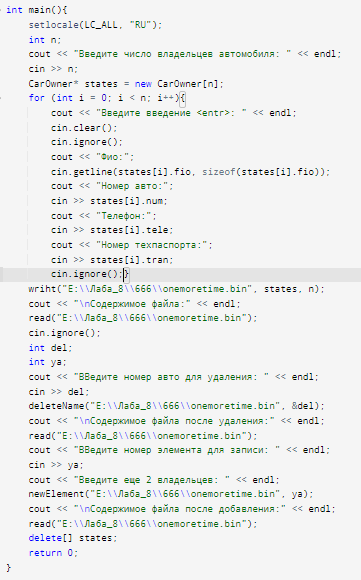 int main(){
setlocale(LC_ALL, "RU");
int n;
cout << "Введите число владельцев автомобиля: " << endl;
cin >> n;
CarOwner* states = new CarOwner[n];
for (int i = 0; i < n; i++){
cout << "Введите введение <entr>: " << endl;
cin.clear();
cin.ignore();
cout << "Фио:";
cin.getline(states[i].fio, sizeof(states[i].fio));
cout << "Номер авто:";
cin >> states[i].num;
cout << "Телефон:";
cin >> states[i].tele;
cout << "Номер техпаспорта:";
cin >> states[i].tran;
cin.ignore();}
wriht("E:\\Лаба_8\\666\\onemoretime.bin", states, n);
cout << "\nСодержимое файла:" << endl;
read("E:\\Лаба_8\\666\\onemoretime.bin");
cin.ignore();
int del;
int ya;
cout << "ВВедите номер авто для удаления: " << endl;
cin >> del;
deleteName("E:\\Лаба_8\\666\\onemoretime.bin", &del);
cout << "\nСодержимое файла после удаления:" << endl;
read("E:\\Лаба_8\\666\\onemoretime.bin");
cout << "ВВедите номер элемента для записи: " << endl;
cin >> ya;
cout << "Введите еще 2 владельцев: " << endl;
newElement("E:\\Лаба_8\\666\\onemoretime.bin", ya);
cout << "\nСодержимое файла после добавления:" << endl;
read("E:\\Лаба_8\\666\\onemoretime.bin");
delete[] states;
return 0;
}